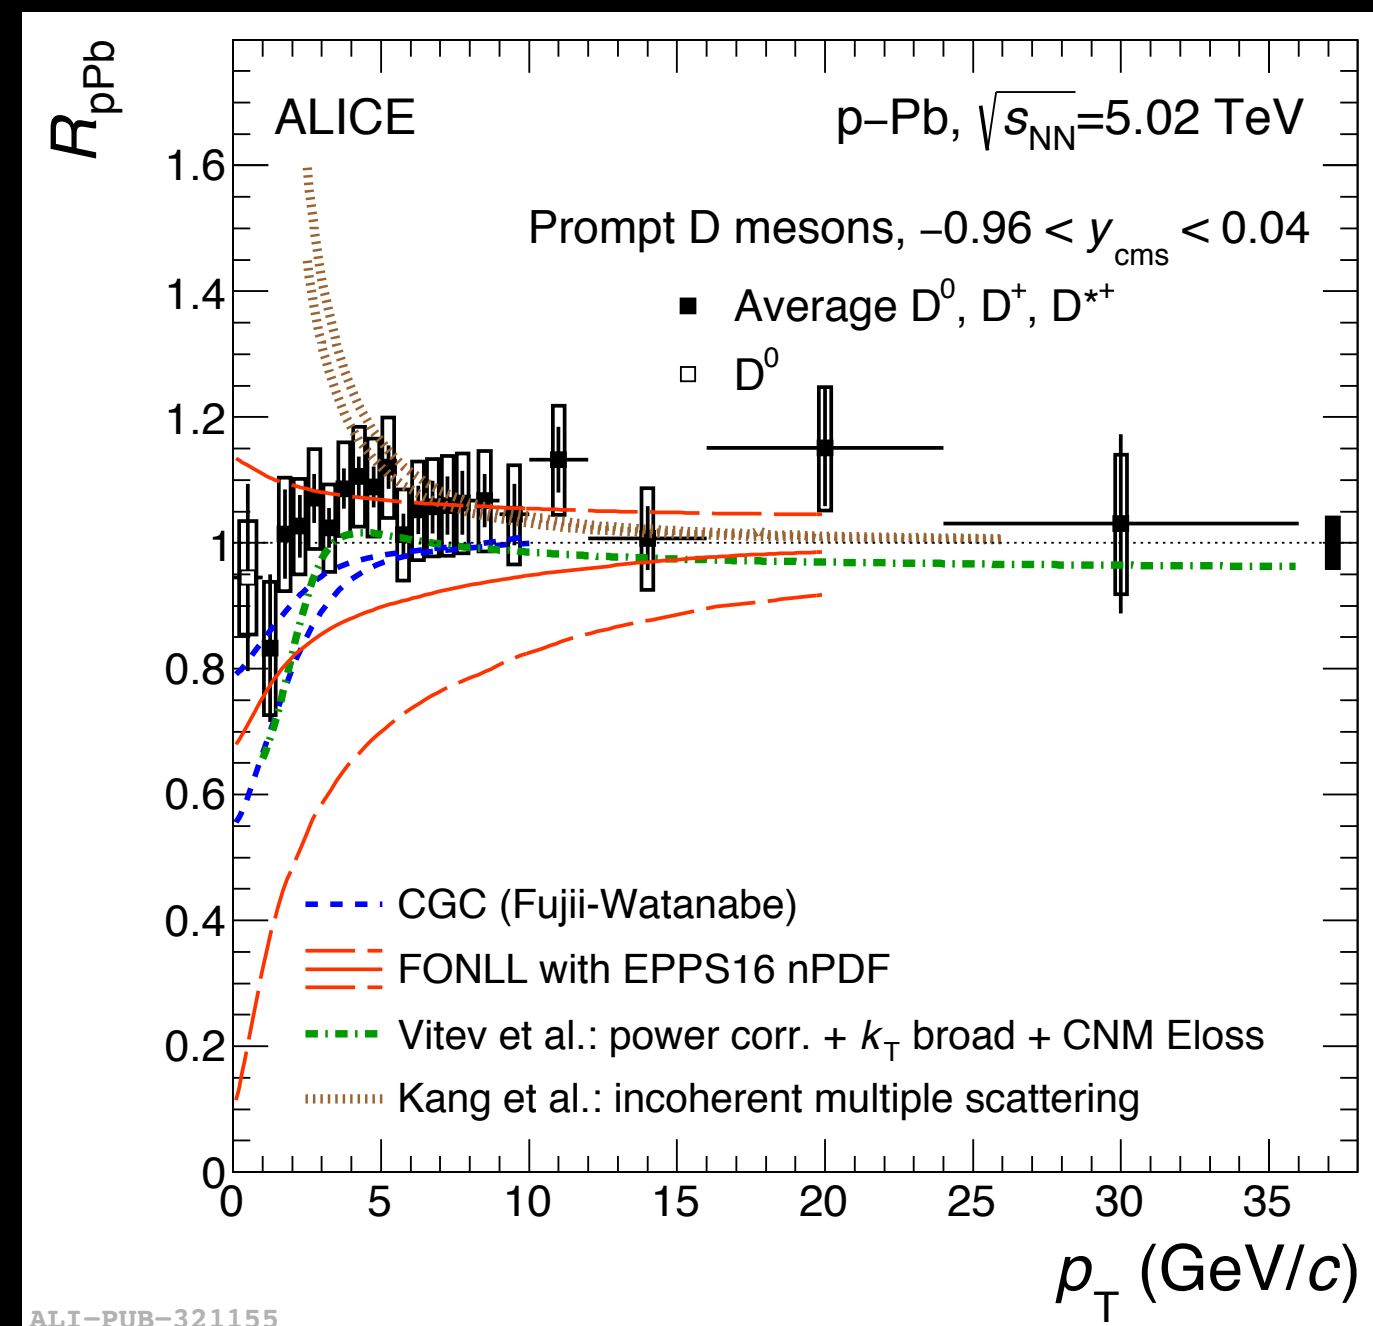 R_pPb
ALICE
p–Pb, √s_NN=5.02 TeV
Prompt D mesons, –0.96 < y_cms < 0.04
Average D⁰, D⁺, D*⁺
D⁰
1.6
1.4
1.2
1
0.8
0.6
0.4
0.2
0
CGC (Fujii-Watanabe)
FONLL with EPPS16 nPDF
Vitev et al.: power corr. + k_T broad + CNM Eloss
Kang et al.: incoherent multiple scattering
0 5 10 15 20 25 30 35
p_T (GeV/c)
ALI-PUB-321155